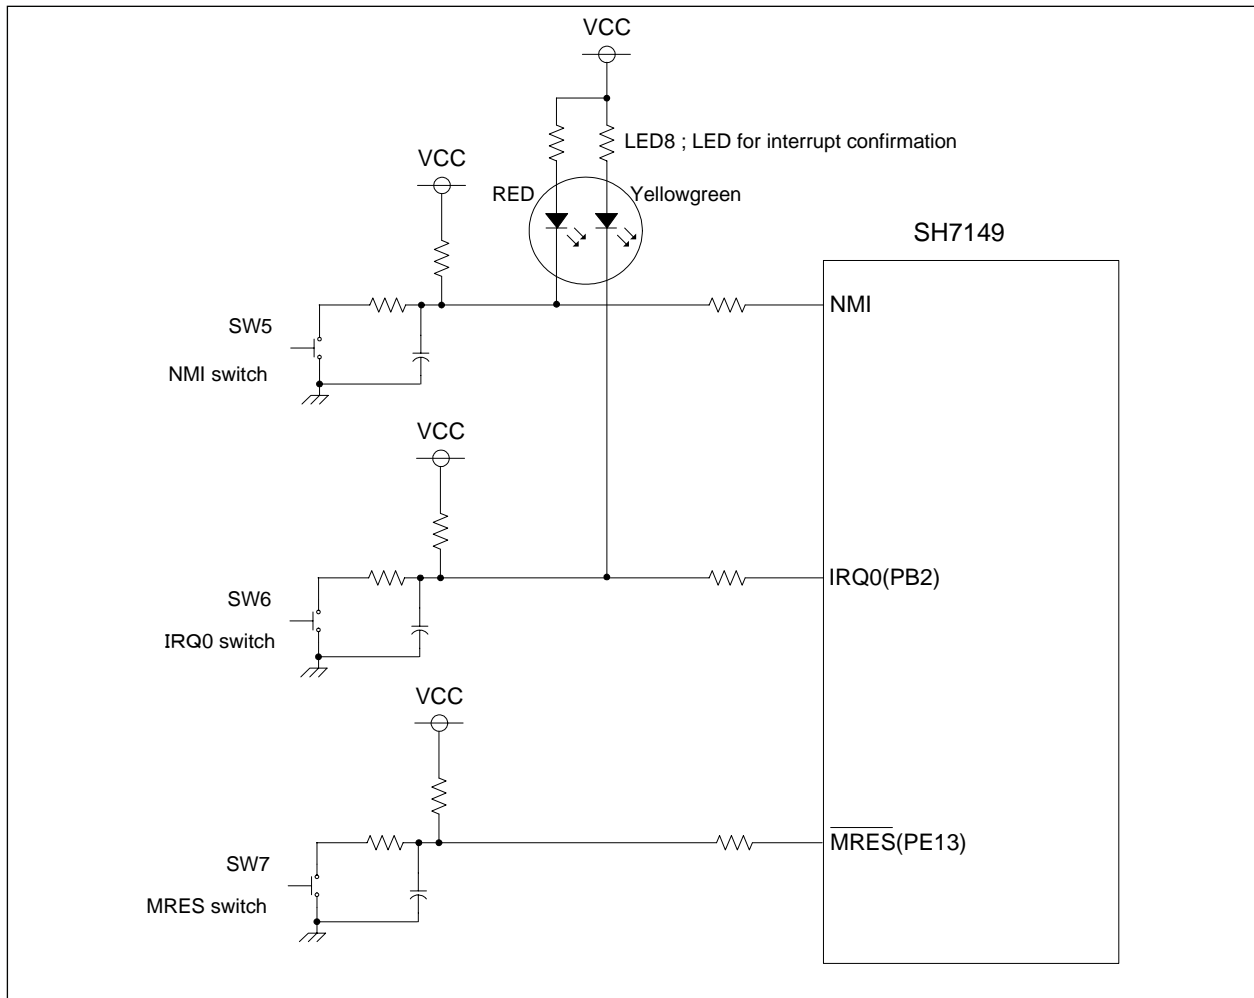 VCC
LED8 ; LED for interrupt confirmation
VCC
RED
Yellowgreen
SH7149
NMI
SW5
NMI switch
VCC
IRQ0(PB2)
SW6
IRQ0 switch
VCC
MRES(PE13)
SW7
MRES switch